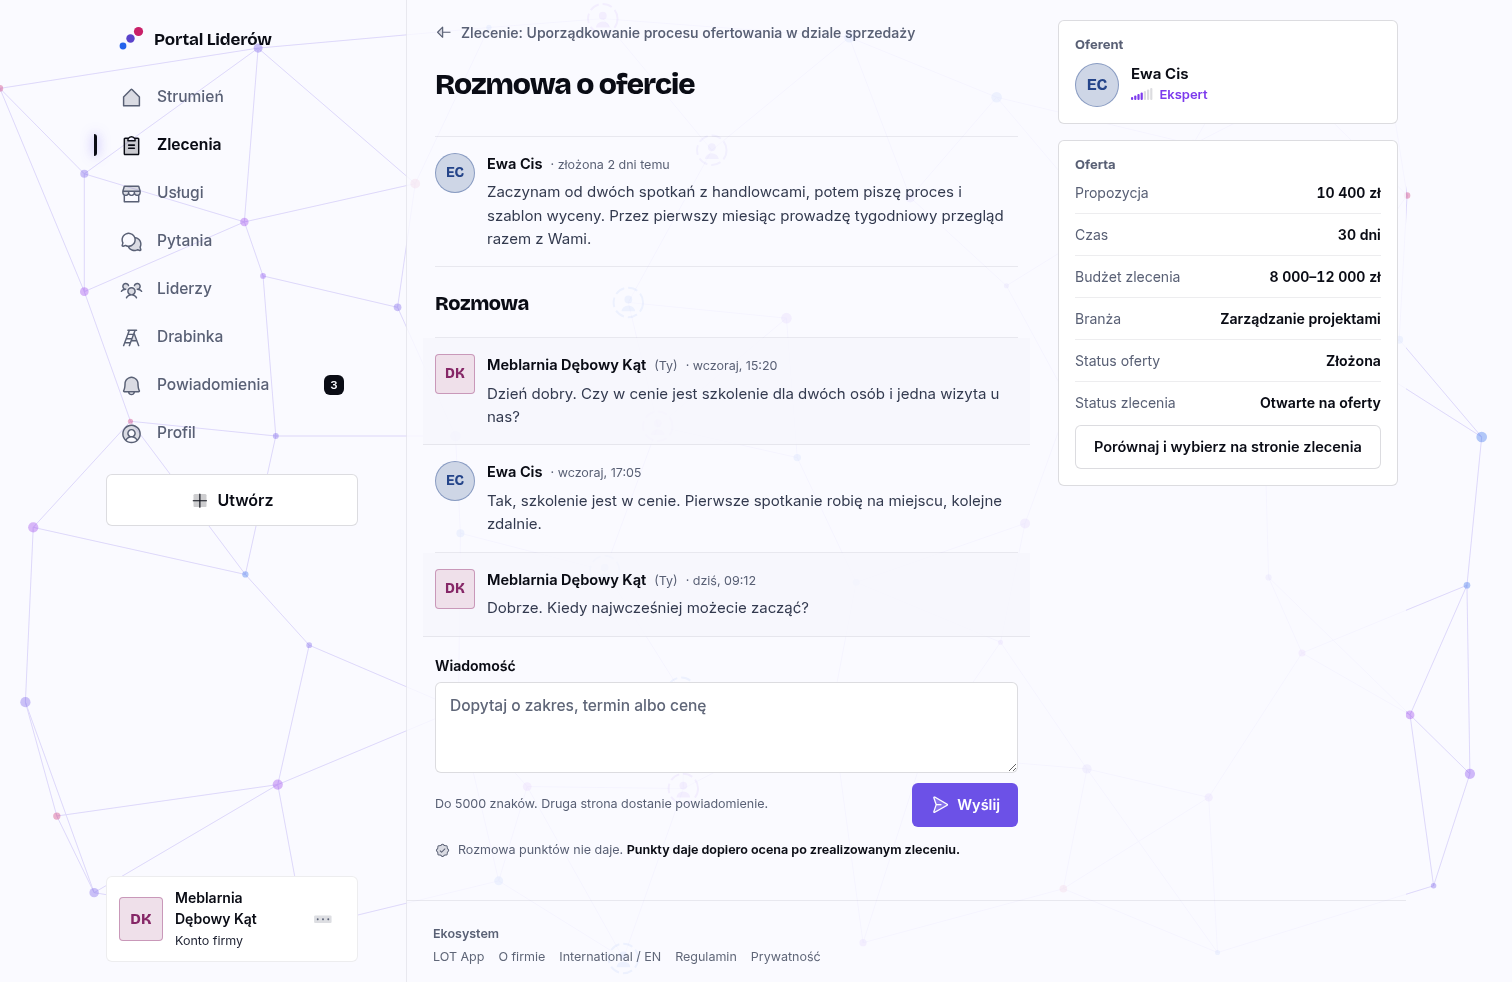 Portal Liderów
Strumień
Zlecenia
Usługi
Pytania
Liderzy
Drabinka
Powiadomienia 3
Profil
Utwórz
DK
Meblarnia
Dębowy Kąt
Konto firmy
Zlecenie: Uporządkowanie procesu ofertowania w dziale sprzedaży
Rozmowa o ofercie
EC
Ewa Cis · złożona 2 dni temu
Zaczynam od dwóch spotkań z handlowcami, potem piszę proces i
szablon wyceny. Przez pierwszy miesiąc prowadzę tygodniowy przegląd
razem z Wami.
Rozmowa
DK
Meblarnia Dębowy Kąt (Ty) · wczoraj, 15:20
Dzień dobry. Czy w cenie jest szkolenie dla dwóch osób i jedna wizyta u
nas?
EC
Ewa Cis · wczoraj, 17:05
Tak, szkolenie jest w cenie. Pierwsze spotkanie robię na miejscu, kolejne
zdalnie.
DK
Meblarnia Dębowy Kąt (Ty) · dziś, 09:12
Dobrze. Kiedy najwcześniej możecie zacząć?
Wiadomość
Dopytaj o zakres, termin albo cenę
Do 5000 znaków. Druga strona dostanie powiadomienie.
Wyślij
Rozmowa punktów nie daje. Punkty daje dopiero ocena po zrealizowanym zleceniu.
Oferent
EC
Ewa Cis
Ekspert
Oferta
Propozycja 10 400 zł
Czas 30 dni
Budżet zlecenia 8 000–12 000 zł
Branża Zarządzanie projektami
Status oferty Złożona
Status zlecenia Otwarte na oferty
Porównaj i wybierz na stronie zlecenia
Ekosystem
LOT App O firmie International / EN Regulamin Prywatność